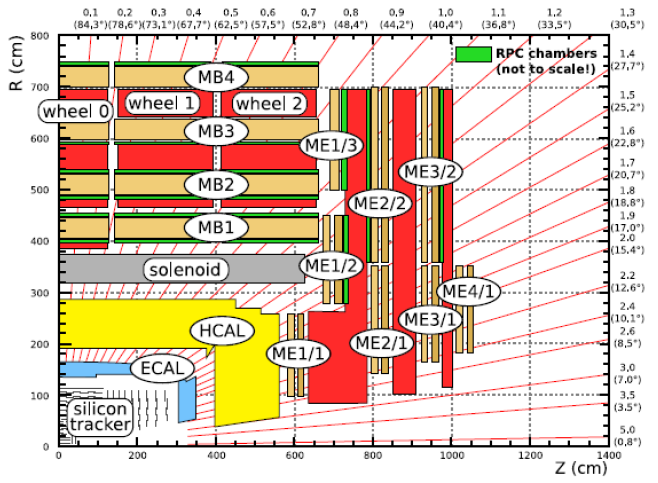 0,1 0,2 0,3 0,4 0,5 0,6 0,7 0,8 0,9 1.0 1.1 1.2 1.3
(84,3°) (78,6°) (73,1°) (67,7°) (62,5°) (57,5°) (52,8°) (48,4°) (44,2°) (40,4°) (36,8°) (33,5°) (30,5°)
R (cm)
800
700
600
500
400
300
200
100
0
RPC chambers
(not to scale!)
MB4
wheel 0
wheel 1
wheel 2
MB3
MB2
MB1
solenoid
HCAL
ECAL
silicon
tracker
ME1/3
ME1/2
ME1/1
ME2/2
ME2/1
ME3/2
ME3/1
ME4/1
1.4
(27,7°)
1.5
(25,2°)
1.6
(22,8°)
1.7
(20,7°)
1.8
(18,8°)
1.9
(17,0°)
2.0
(15,4°)
2.2
(12,6°)
2.4
(10,1°)
2.6
(8,5°)
3,0
(7,0°)
3,5
(3,5°)
5,0
(0,8°)
0 200 400 600 800 1000 1200 1400
Z (cm)